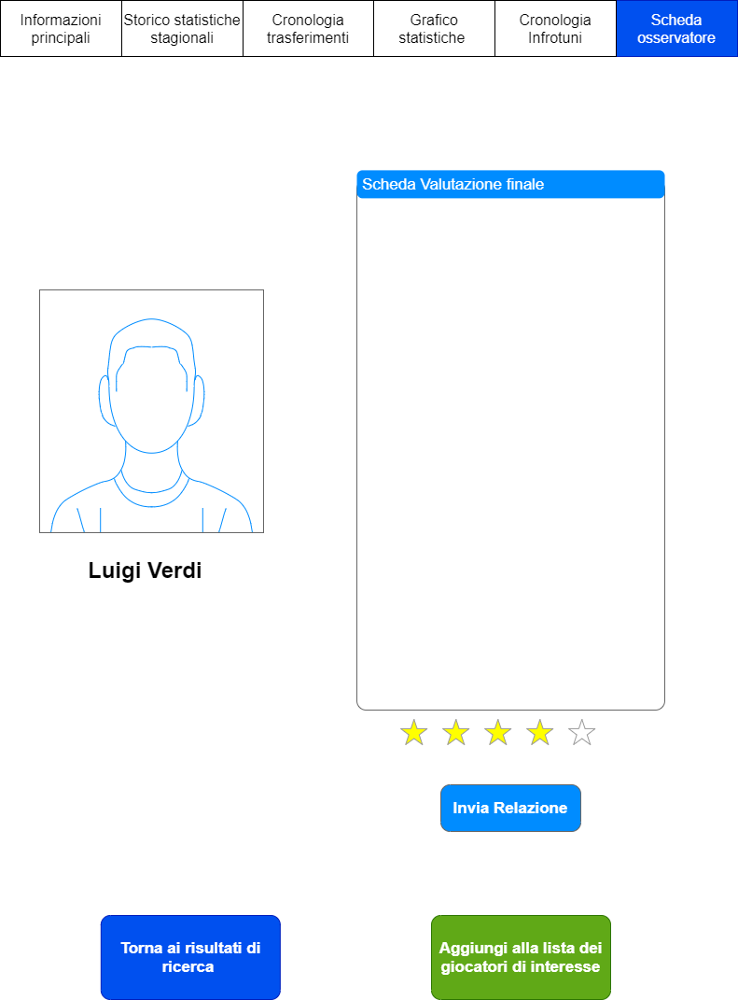 Informazioni
principali
Storico statistiche
stagionali
Cronologia
trasferimenti
Grafico
statistiche
Cronologia
Infrotuni
Scheda
osservatore
Scheda Valutazione finale
Luigi Verdi
Invia Relazione
Torna ai risultati di
ricerca
Aggiungi alla lista dei
giocatori di interesse